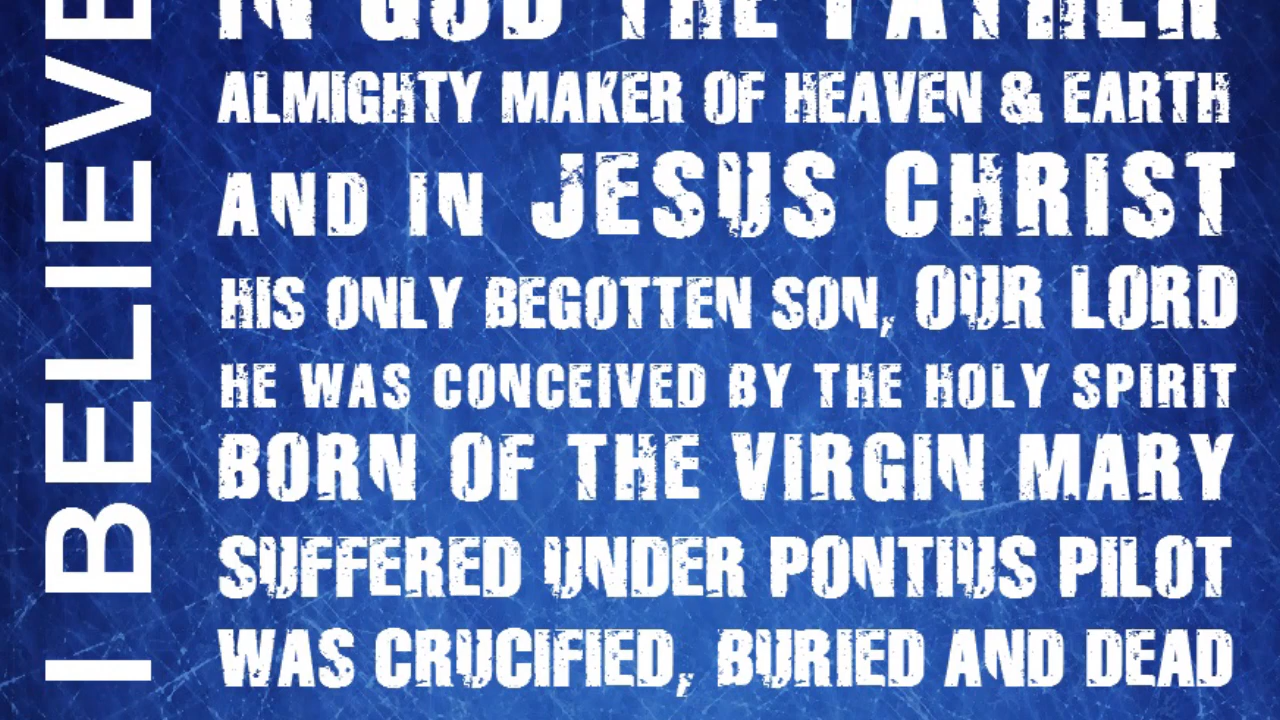 I BELIEVE
IN GOD THE FATHER
ALMIGHTY MAKER OF HEAVEN & EARTH
AND IN JESUS CHRIST
HIS ONLY BEGOTTEN SON, OUR LORD
HE WAS CONCEIVED BY THE HOLY SPIRIT
BORN OF THE VIRGIN MARY
SUFFERED UNDER PONTIUS PILOT
WAS CRUCIFIED, BURIED AND DEAD